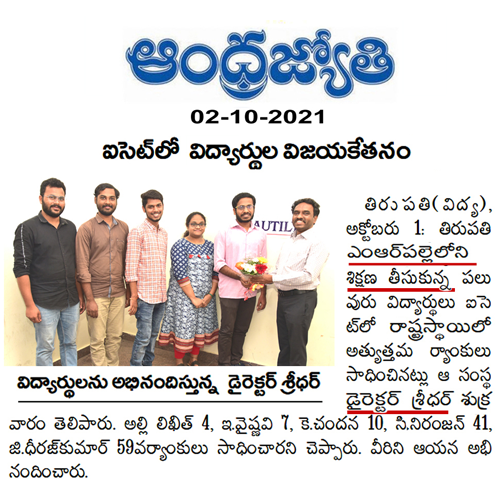 ఆంధ్రజ్యోతి
02-10-2021
ఐసెట్‌లో విద్యార్థుల విజయకేతనం
AUTIL
తిరుపతి(విద్య),
అక్టోబరు 1: తిరుపతి
ఎంఆర్‌పల్లెలోని
శిక్షణ తీసుకున్న పలు
వురు విద్యార్థులు ఐసె
ట్‌లో రాష్ట్రస్థాయిలో
అత్యుత్తమ ర్యాంకులు
సాధించినట్లు ఆ సంస్థ
డైరెక్టర్ శ్రీధర్ శుక్ర
విద్యార్థులను అభినందిస్తున్న డైరెక్టర్ శ్రీధర్
వారం తెలిపారు. అల్లి లిఖిత్ 4, ఇ.వైష్ణవి 7, కె.చందన 10, సి.నిరంజన్ 41,
జి.ధీరజ్‌కుమార్ 59వర్యాంకులు సాధించారని చెప్పారు. వీరిని ఆయన అభి
నందించారు.